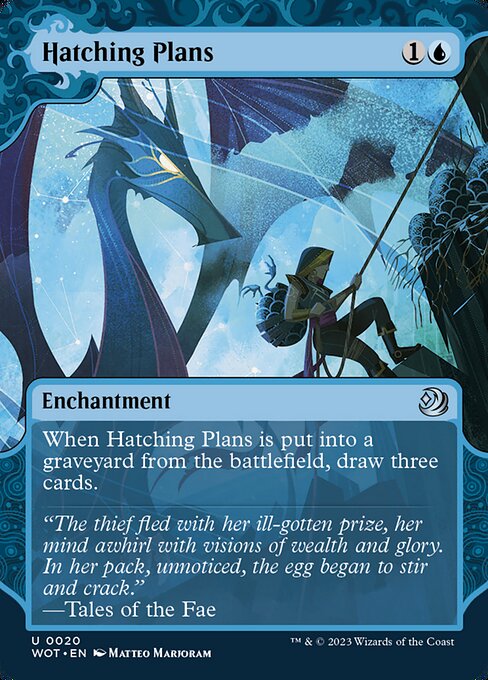 Hatching Plans 1
Enchantment
When Hatching Plans is put into a
graveyard from the battlefield, draw three
cards.
“The thief fled with her ill-gotten prize, her
mind awhirl with visions of wealth and glory.
In her pack, unnoticed, the egg began to stir
and crack.”
—Tales of the Fae
U 0020
WOT • EN Matteo Marjoram
™ & © 2023 Wizards of the Coast